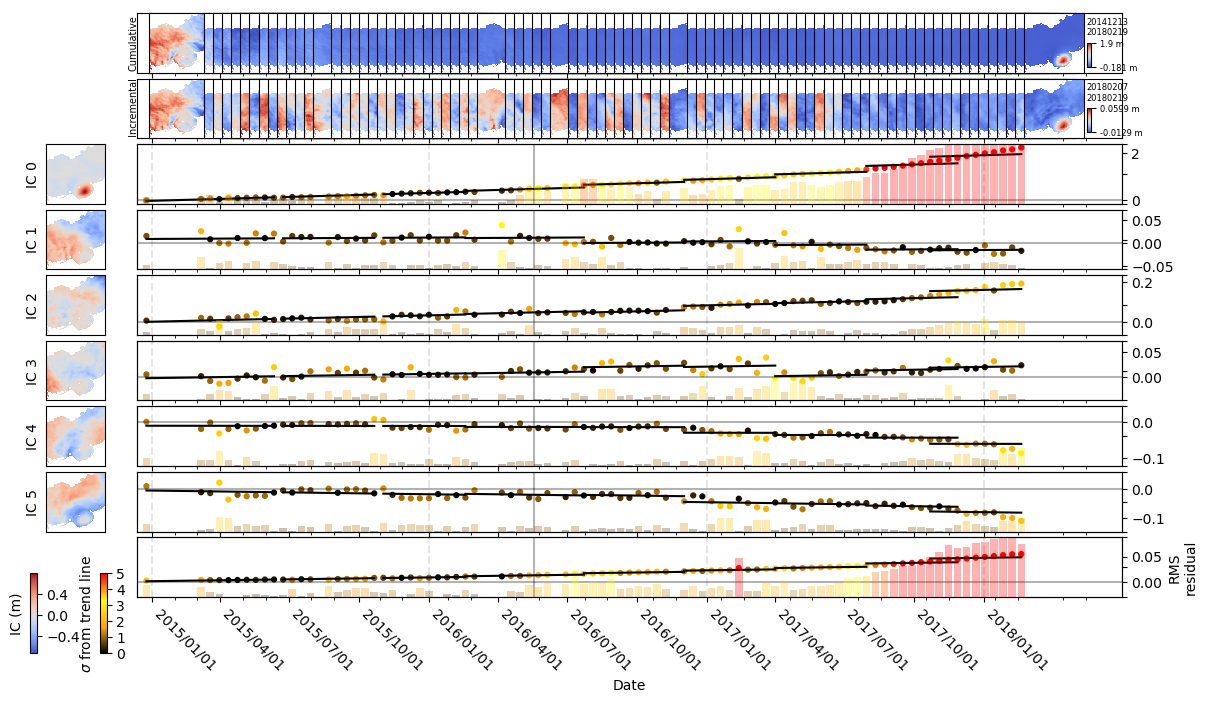 Cumulative
20141213
20180219
1.9 m
-0.181 m
Incremental
20180207
20180219
0.0599 m
-0.0129 m
IC 0
2
0
IC 1
0.05
0.00
−0.05
IC 2
0.2
0.0
IC 3
0.05
0.00
IC 4
0.0
−0.1
IC 5
0.0
−0.1
0.05
0.00
RMS
residual
IC (m)
0.4
0.0
−0.4
σ from trend line
5
4
3
2
1
0
2015/01/01
2015/04/01
2015/07/01
2015/10/01
2016/01/01
2016/04/01
2016/07/01
2016/10/01
2017/01/01
2017/04/01
2017/07/01
2017/10/01
2018/01/01
Date